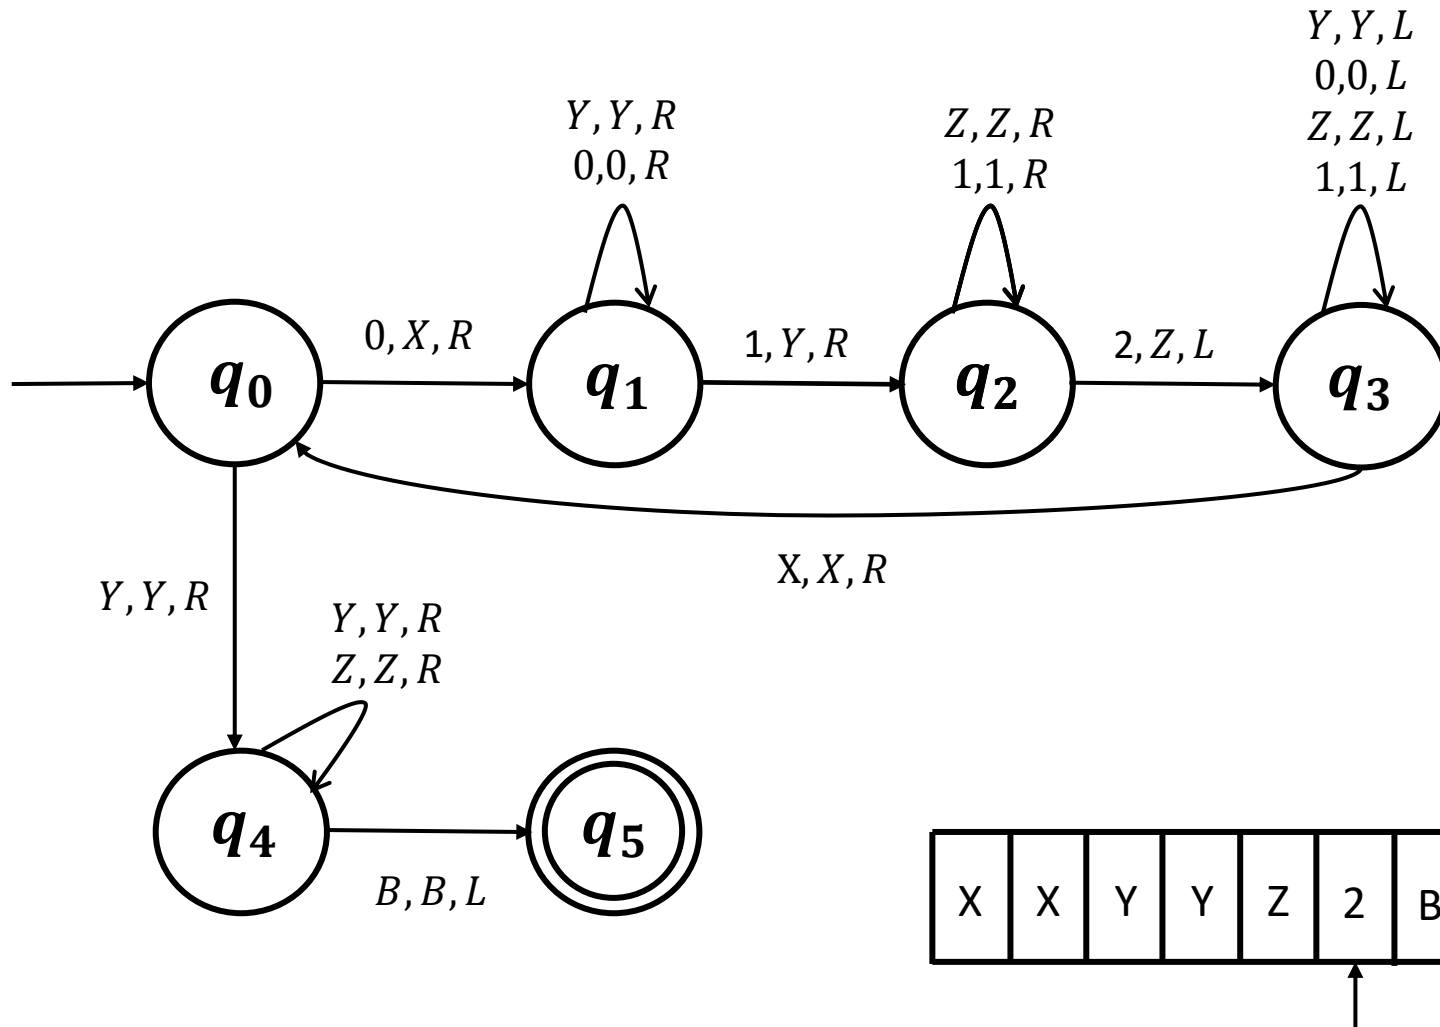 Y, Y, L
0,0, L
Z, Z, L
1,1, L
Y, Y, R
0,0, R
Z, Z, R
1,1, R
0, X, R
1, Y, R
2, Z, L
q0
q1
q2
q3
X, X, R
Y, Y, R
Y, Y, R
Z, Z, R
q4
q5
B, B, L
X X Y Y Z 2 B